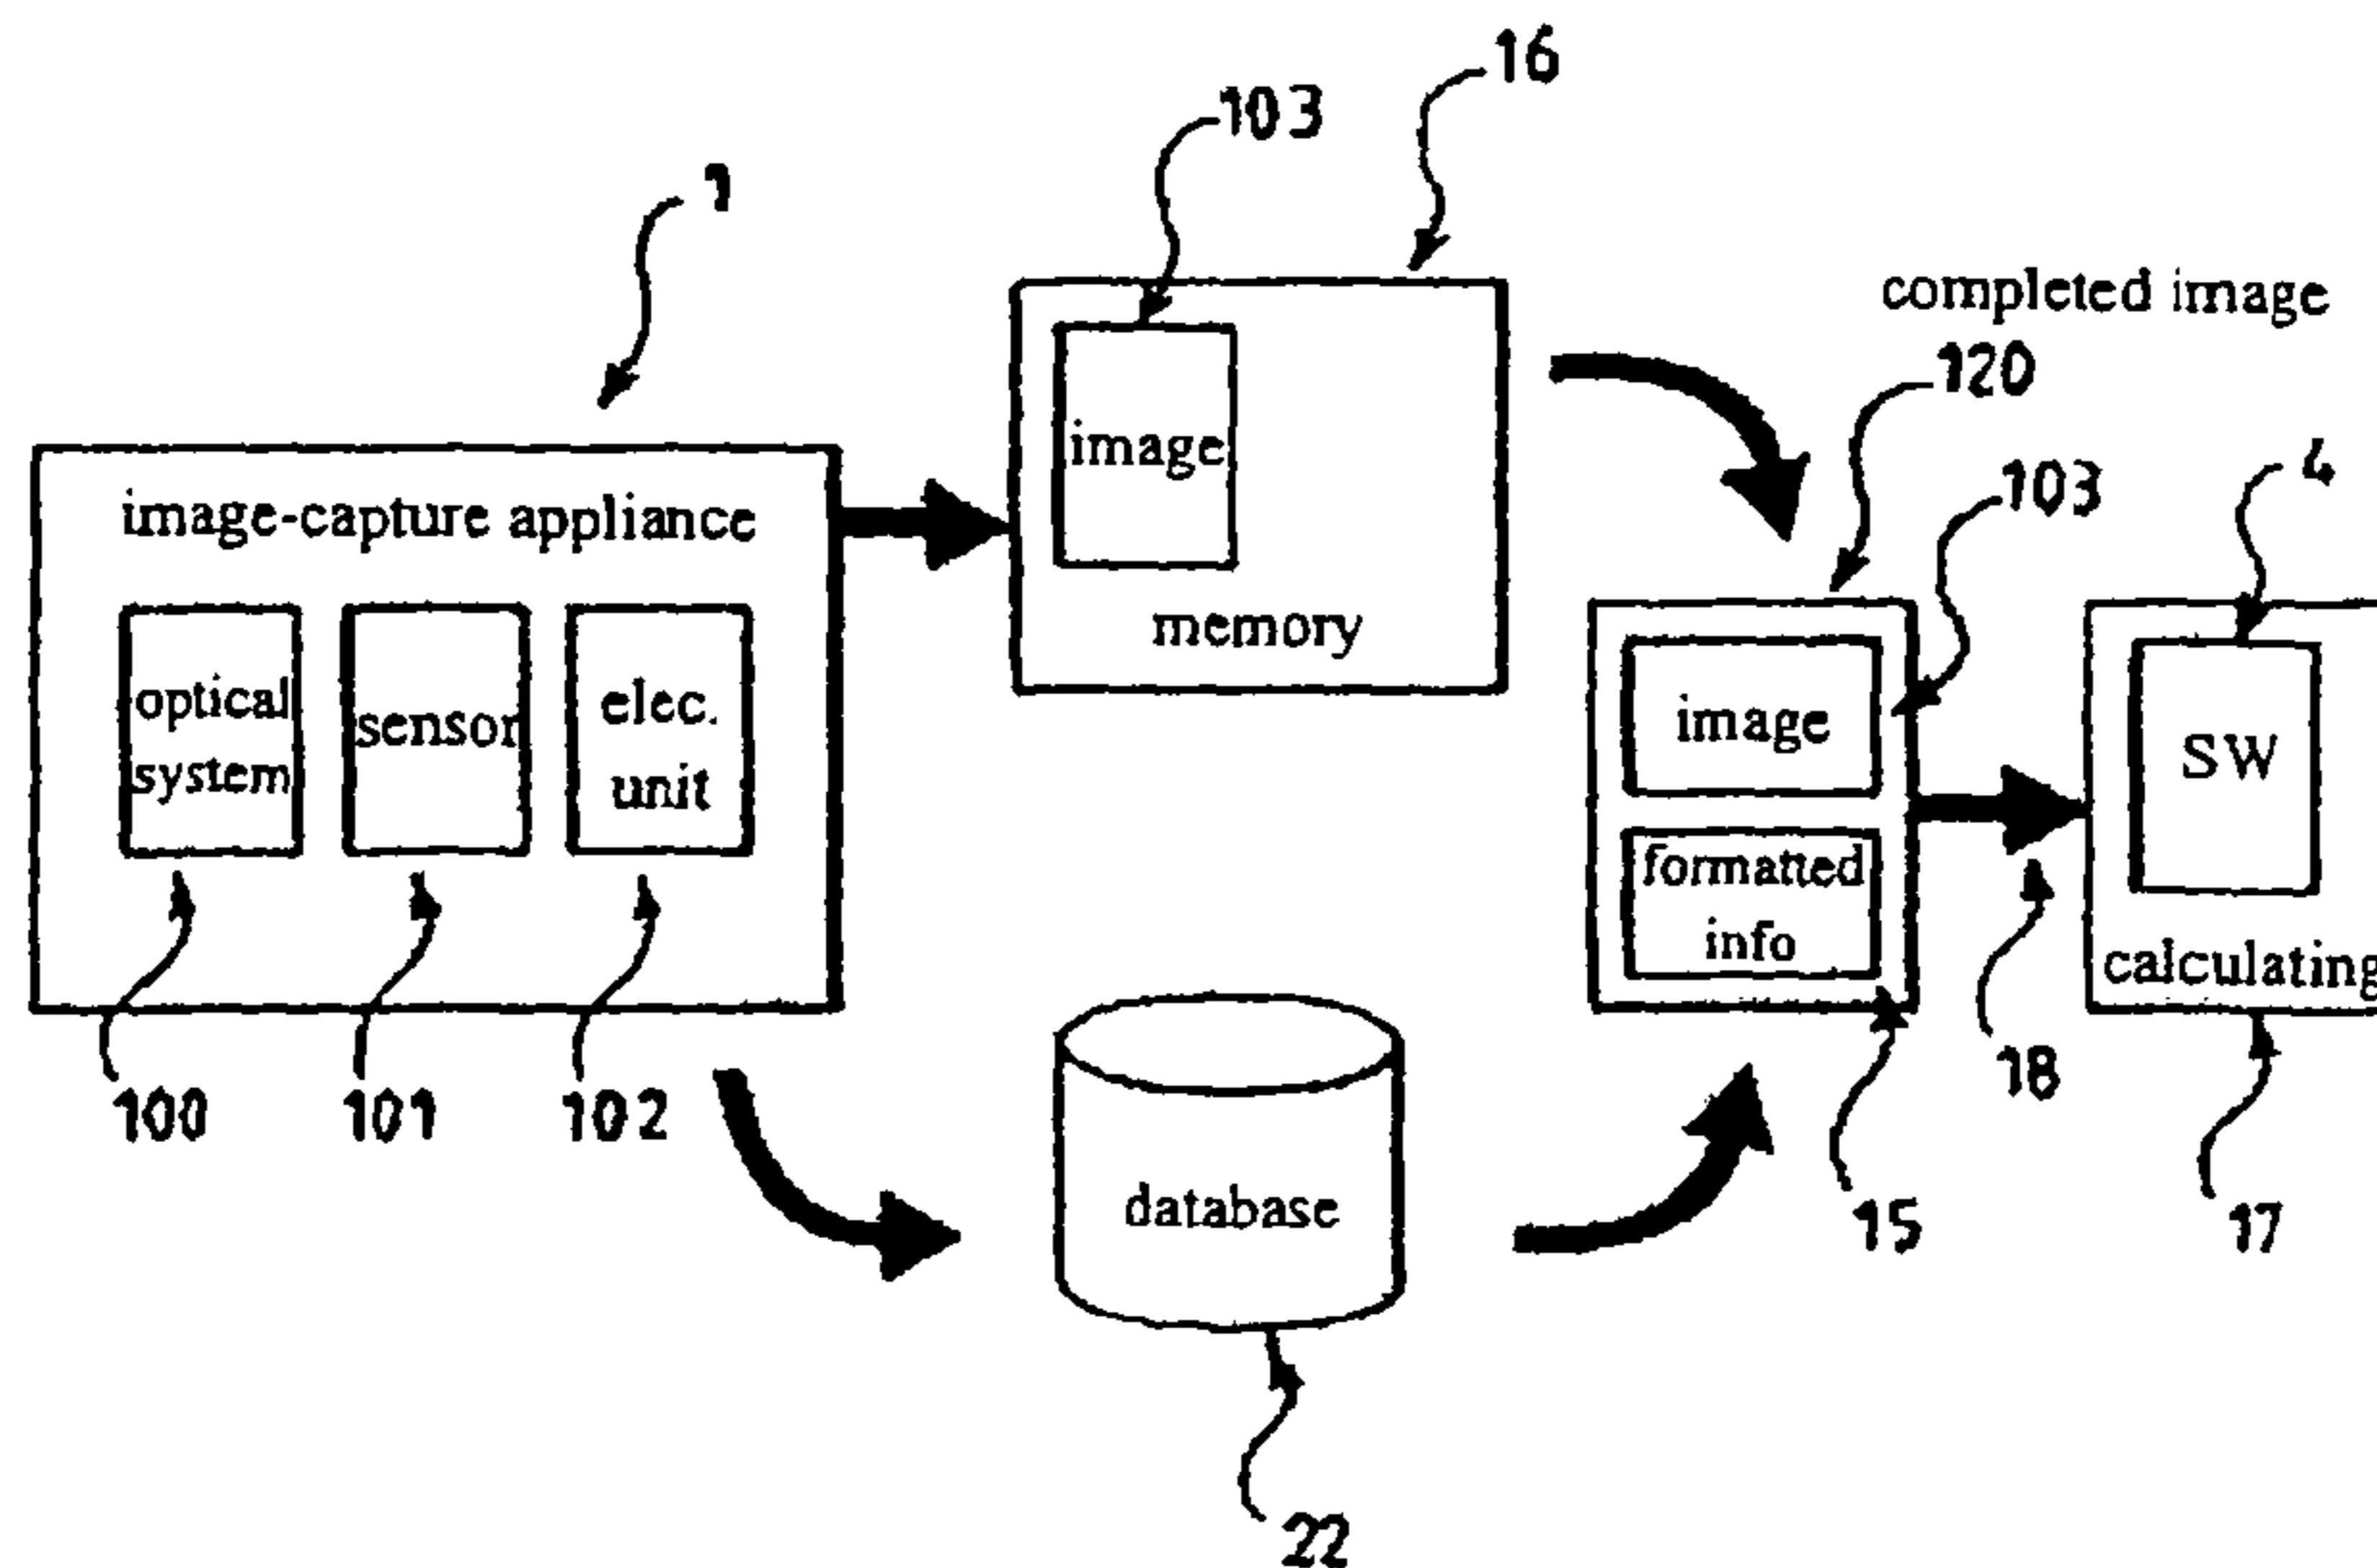 16
103
1
completed image
120
image
4
103
image-capture appliance
memory
optical
system
sensor
elec.
unit
image
SW
formatted
info
calculating
18
100
101
102
database
15
17
22